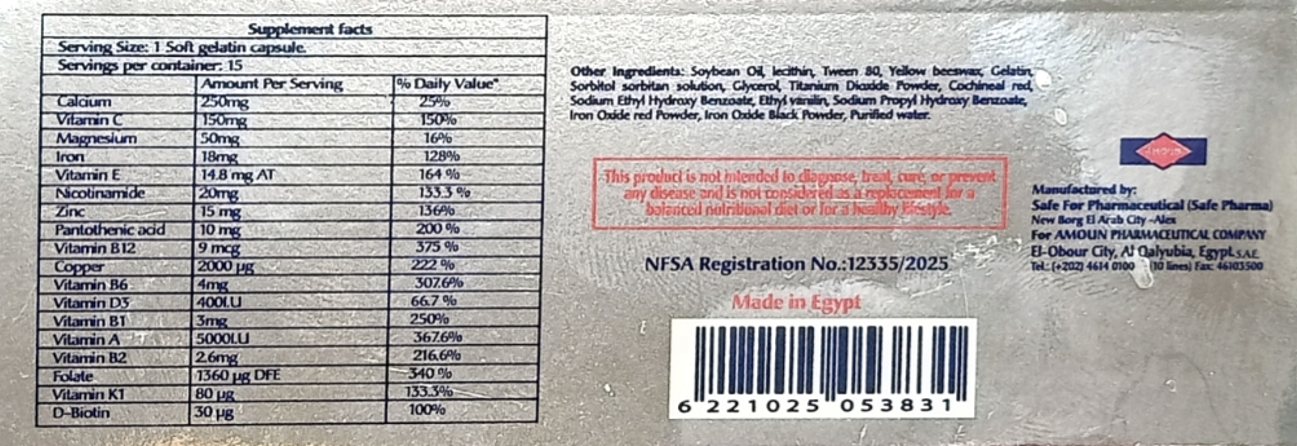 Supplement facts
Serving Size: 1 Soft gelatin capsule.
Servings per container: 15
Amount Per Serving % Daily Value*
Calcium 250mg 25%
Vitamin C 150mg 150%
Magnesium 50mg 16%
Iron 18mg 128%
Vitamin E 14.8 mg AT 164 %
Nicotinamide 20mg 133.3 %
Zinc 15 mg 136%
Pantothenic acid 10 mg 200 %
Vitamin B12 9 mcg 375 %
Copper 2000 µg 222 %
Vitamin B6 4mg 307.6%
Vitamin D3 400I.U 66.7 %
Vitamin B1 3mg 250%
Vitamin A 5000I.U 367.6%
Vitamin B2 2.6mg 216.6%
Folate 1360 µg DFE 340 %
Vitamin K1 80 µg 133.3%
D-Biotin 30 µg 100%
Other Ingredients: Soybean Oil, lecithin, Tween 80, Yellow beeswax, Gelatin,
Sorbitol sorbitan solution, Glycerol, Titanium Dioxide Powder, Cochineal red,
Sodium Ethyl Hydroxy Benzoate, Ethyl vanilin, Sodium Propyl Hydroxy Benzoate,
Iron Oxide red Powder, Iron Oxide Black Powder, Purified water.
This product is not intended to diagnose, treat, cure, or prevent
any disease and is not considered as a replacement for a
balanced nutritional diet or for a healthy lifestyle.
NFSA Registration No.:12335/2025
Made in Egypt
6 221025 053831
AMOUN
Manufactured by:
Safe For Pharmaceutical (Safe Pharma)
New Borg El Arab City -Alex
For AMOUN PHARMACEUTICAL COMPANY
El-Obour City, Al Qalyubia, Egypt S.A.E.
Tel.: (+202) 4614 0100 (10 lines) Fax: 46103500